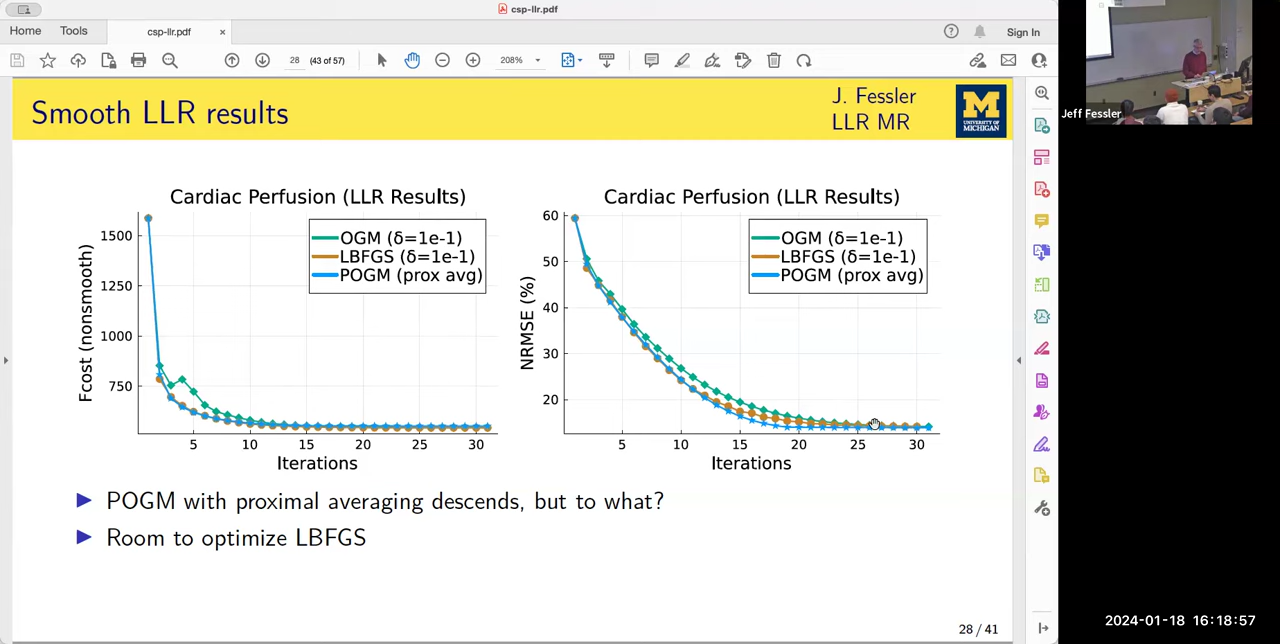 csp-llr.pdf
Home Tools csp-llr.pdf × Sign In
28 (43 of 57) 208%
Smooth LLR results
J. Fessler
LLR MR
M
UNIVERSITY OF
MICHIGAN
Jeff Fessler
Cardiac Perfusion (LLR Results)
Fcost (nonsmooth)
1500
1250
1000
750
OGM (δ=1e-1)
LBFGS (δ=1e-1)
POGM (prox avg)
5 10 15 20 25 30
Iterations
Cardiac Perfusion (LLR Results)
NRMSE (%)
60
50
40
30
20
OGM (δ=1e-1)
LBFGS (δ=1e-1)
POGM (prox avg)
5 10 15 20 25 30
Iterations
POGM with proximal averaging descends, but to what?
Room to optimize LBFGS
28 / 41
2024-01-18 16:18:57